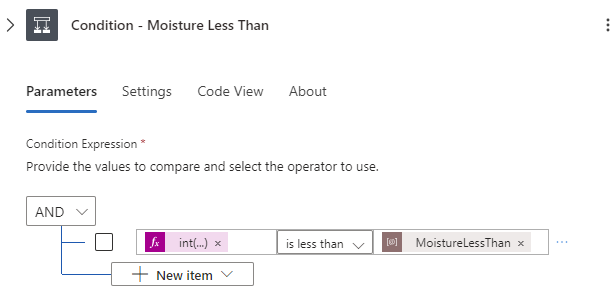 Condition - Moisture Less Than
Parameters Settings Code View About
Condition Expression *
Provide the values to compare and select the operator to use.
AND
fx int(...) × is less than [@] MoistureLessThan ×
New item